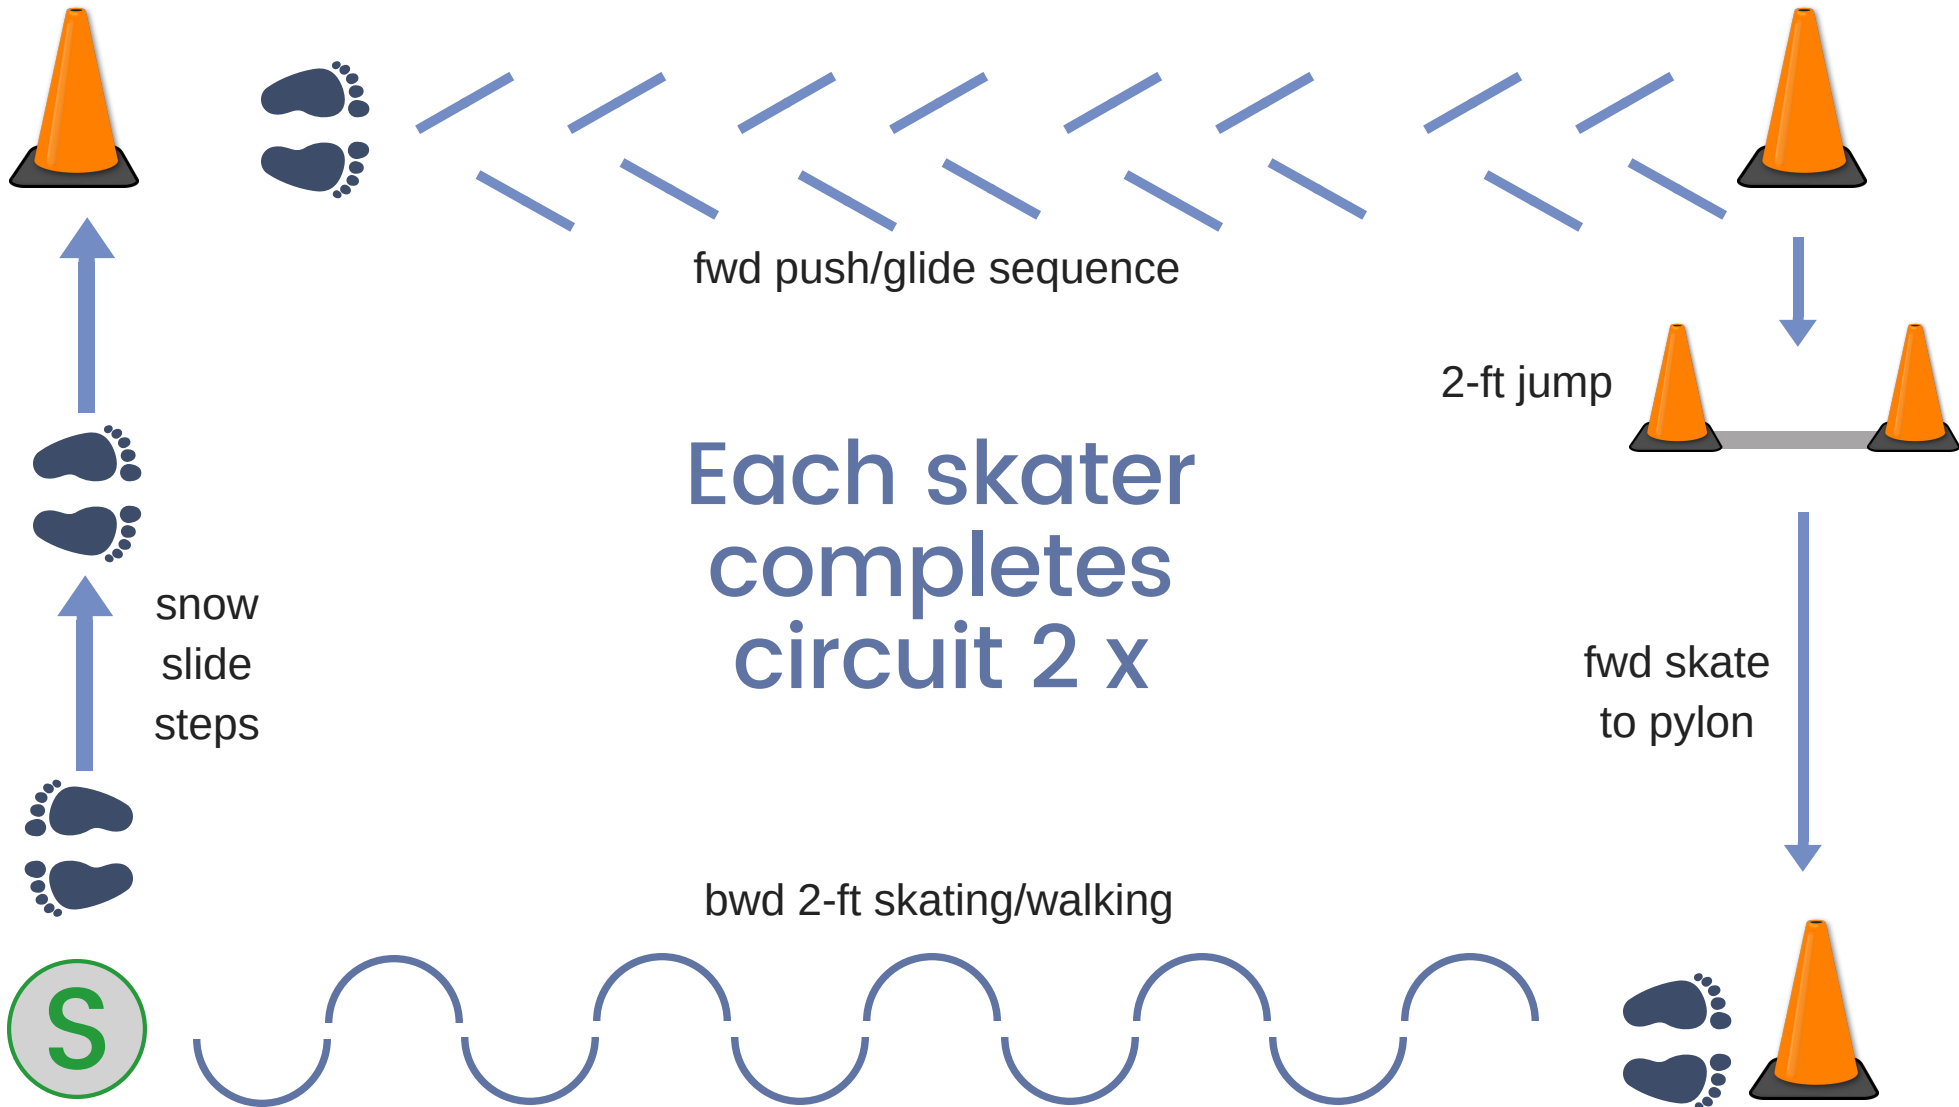 fwd push/glide sequence
2-ft jump
Each skater
completes
circuit 2 x
snow
slide
steps
fwd skate
to pylon
bwd 2-ft skating/walking
S